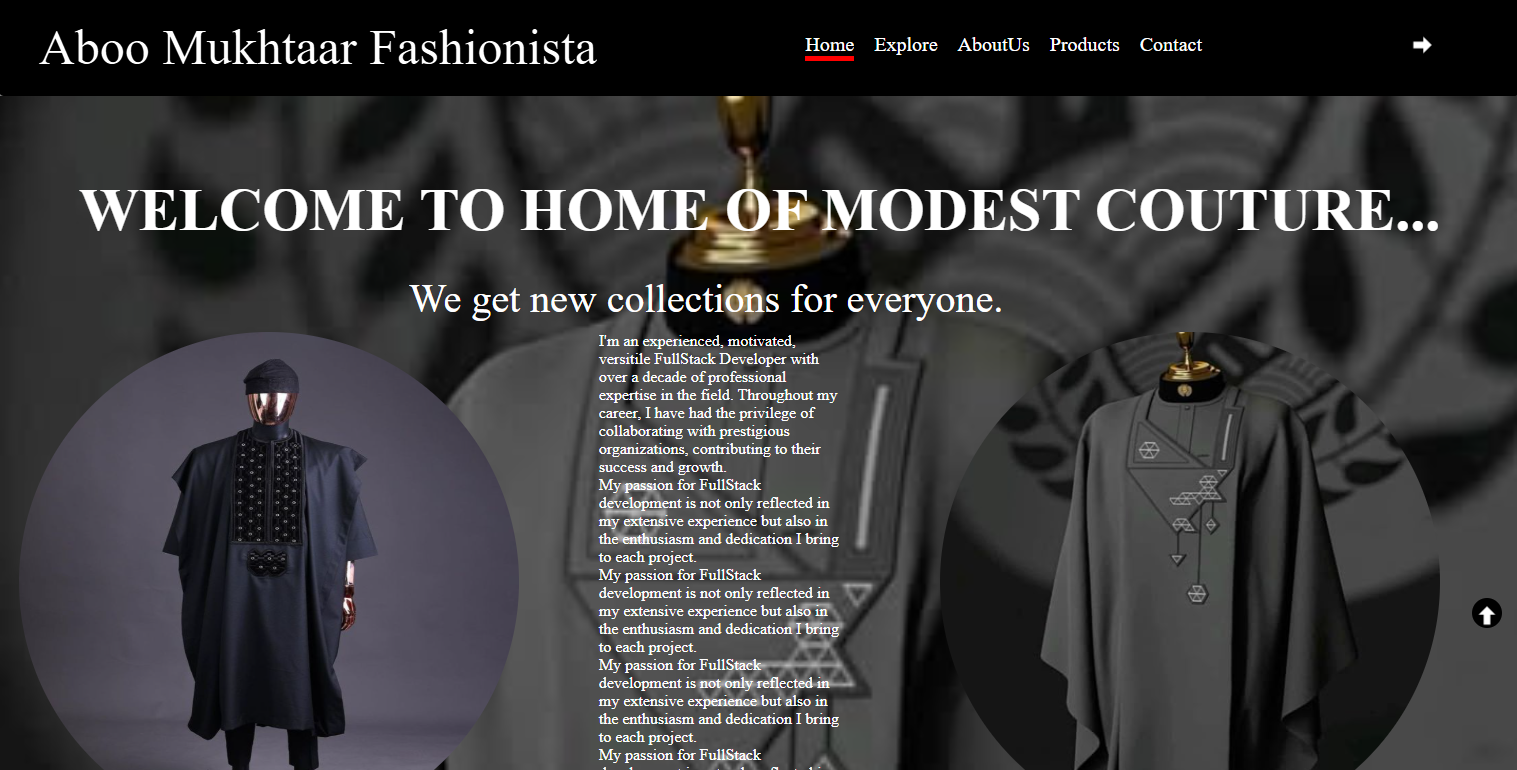 Aboo Mukhtaar Fashionista
Home Explore AboutUs Products Contact
WELCOME TO HOME OF MODEST COUTURE...
We get new collections for everyone.
I'm an experienced, motivated,
versitile FullStack Developer with
over a decade of professional
expertise in the field. Throughout my
career, I have had the privilege of
collaborating with prestigious
organizations, contributing to their
success and growth.
My passion for FullStack
development is not only reflected in
my extensive experience but also in
the enthusiasm and dedication I bring
to each project.
My passion for FullStack
development is not only reflected in
my extensive experience but also in
the enthusiasm and dedication I bring
to each project.
My passion for FullStack
development is not only reflected in
my extensive experience but also in
the enthusiasm and dedication I bring
to each project.
My passion for FullStack